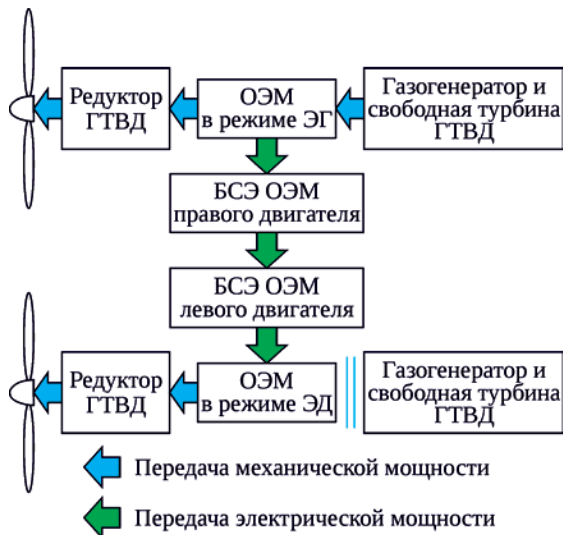 Редуктор
ГТВД
ОЭМ
в режиме ЭГ
Газогенератор и
свободная турбина
ГТВД
БСЭ ОЭМ
правого двигателя
БСЭ ОЭМ
левого двигателя
Редуктор
ГТВД
ОЭМ
в режиме ЭД
Газогенератор и
свободная турбина
ГТВД
Передача механической мощности
Передача электрической мощности